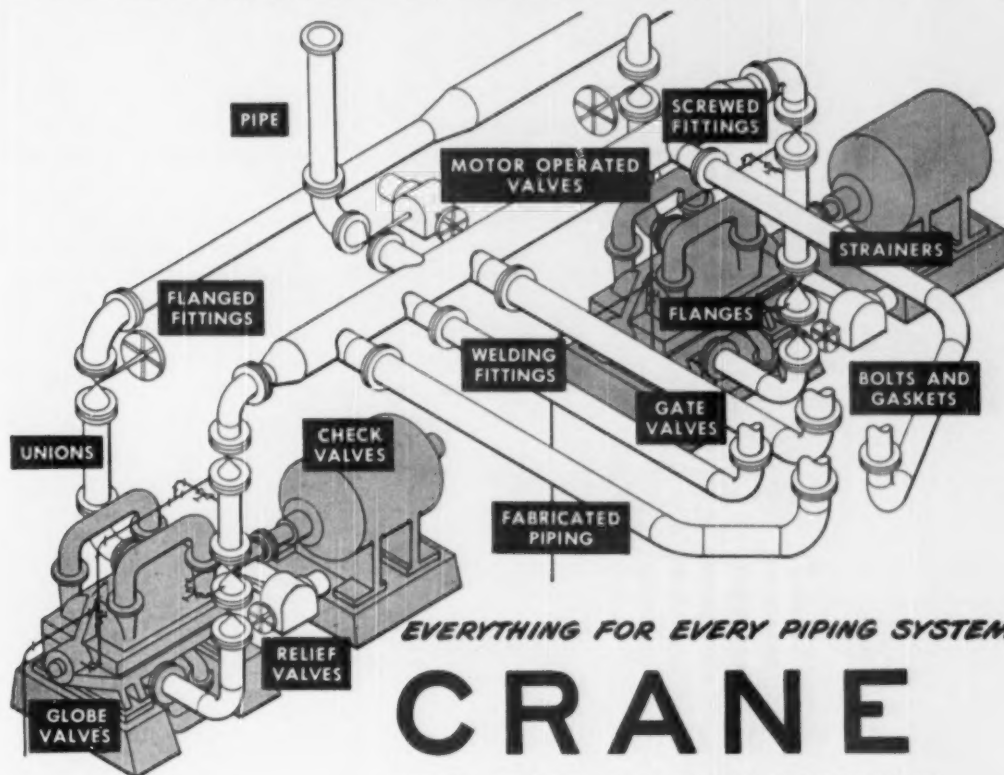 PIPE
SCREWED
FITTINGS
MOTOR OPERATED
VALVES
STRAINERS
FLANGED
FITTINGS
FLANGES
WELDING
FITTINGS
BOLTS AND
GASKETS
GATE
VALVES
CHECK
VALVES
UNIONS
FABRICATED
PIPING
EVERYTHING FOR EVERY PIPING SYSTEM
RELIEF
VALVES
CRANE
GLOBE
VALVES